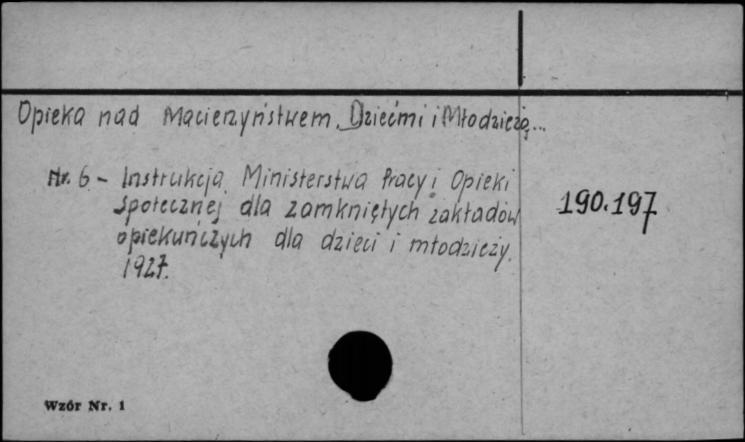 Opieka nad Macierzyństwem, Dziećmi i Młodzieżą...
Nr. 6 - Instrukcja Ministerstwa Pracy i Opieki
społecznej dla zamkniętych zakładów
opiekuńczych dla dzieci i młodzieży.
1927.
190.197
Wzór Nr. 1